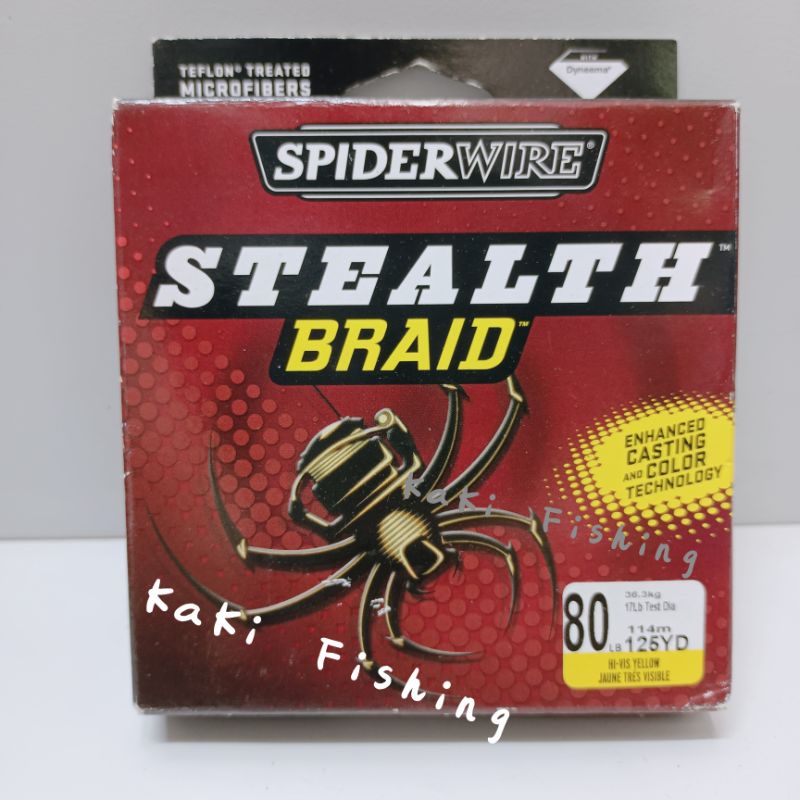 TEFLON® TREATED
MICROFIBERS
WITH
Dyneema®
SPIDERWIRE®
STEALTH™
BRAID™
ENHANCED
CASTING
AND COLOR
TECHNOLOGY
Kaki Fishing
36.3kg
17Lb Test Dia
114m
80 LB 125YD
HI-VIS YELLOW
JAUNE TRÈS VISIBLE
Kaki Fishing